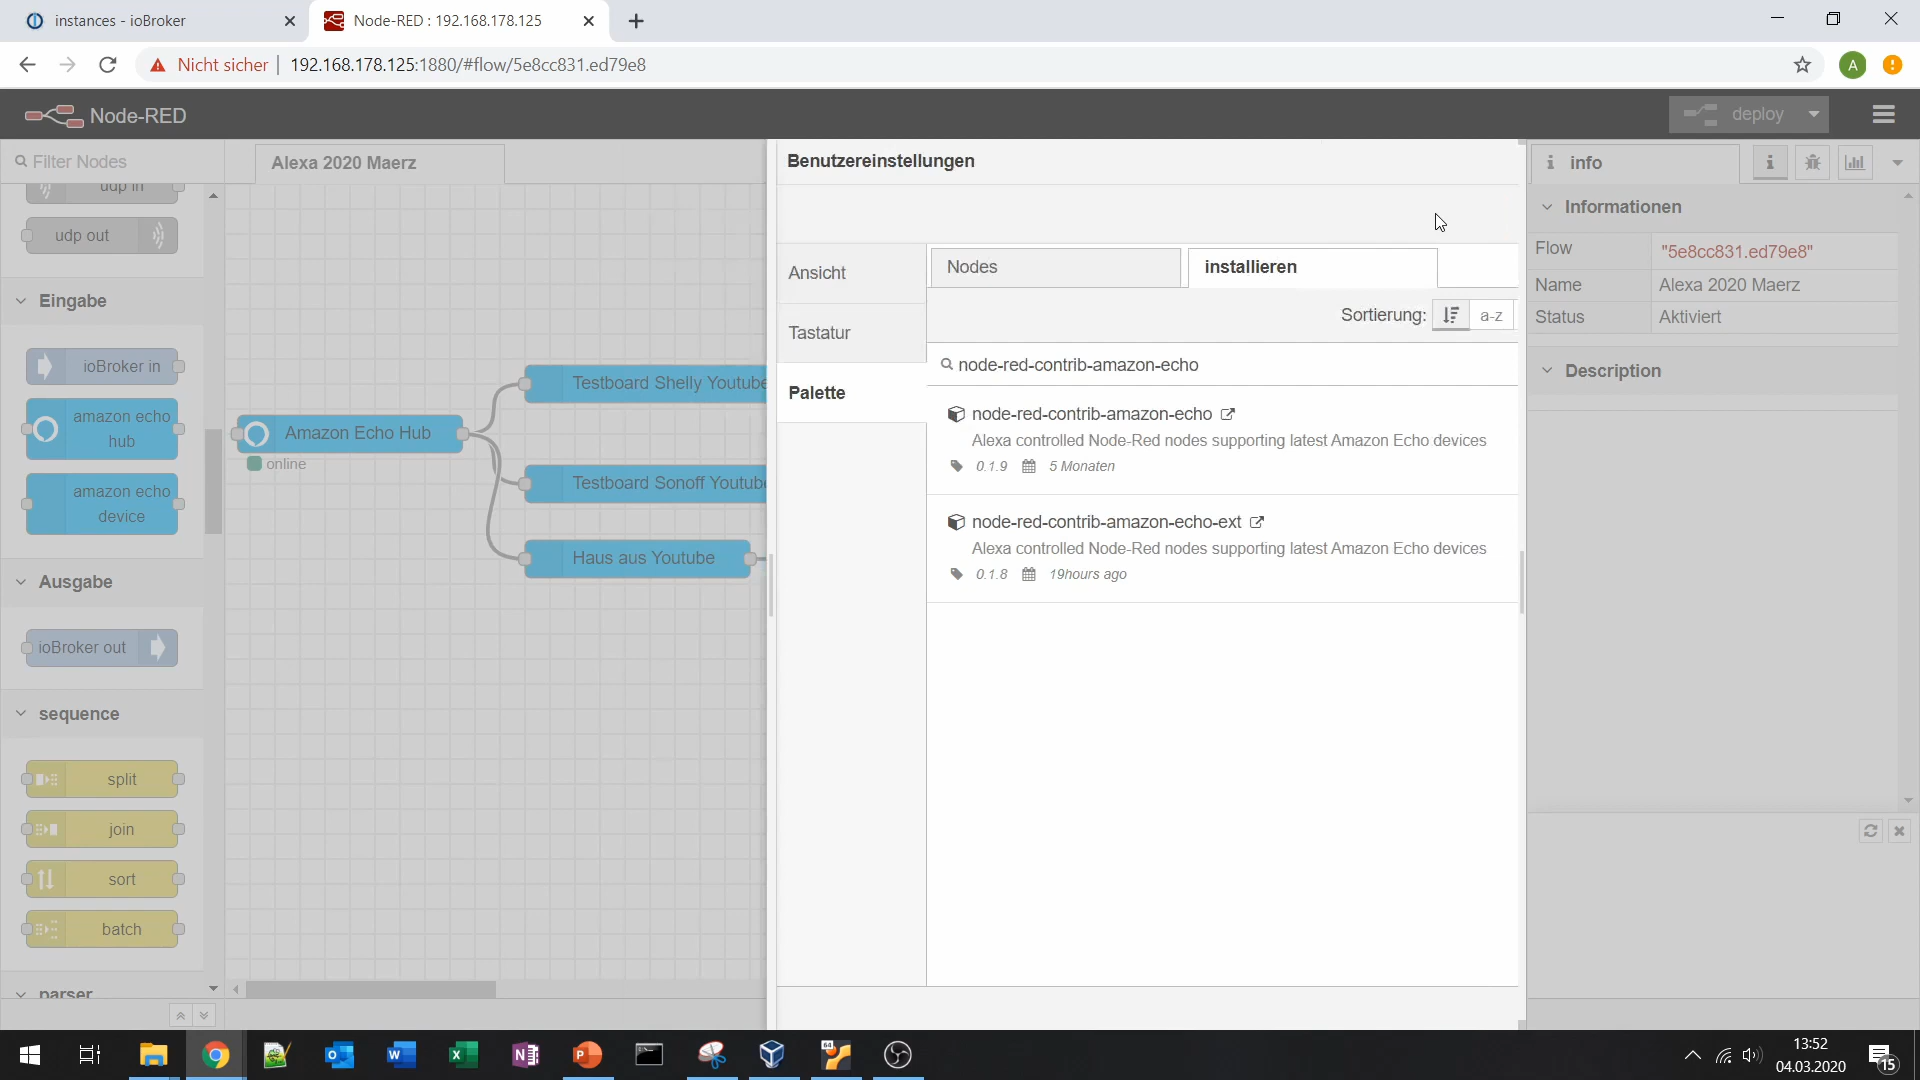 instances - ioBroker
Node-RED : 192.168.178.125
Nicht sicher
192.168.178.125:1880/#flow/5e8cc831.ed79e8
A
Node-RED
deploy
Filter Nodes
Alexa 2020 Maerz
Benutzereinstellungen
info
udp in
udp out
Eingabe
ioBroker in
amazon echo
hub
amazon echo
device
Ausgabe
ioBroker out
sequence
split
join
sort
batch
parser
Amazon Echo Hub
online
Testboard Shelly Youtube
Testboard Sonoff Youtube
Haus aus Youtube
Ansicht
Tastatur
Palette
Nodes
installieren
Sortierung:
a-z
node-red-contrib-amazon-echo
node-red-contrib-amazon-echo
Alexa controlled Node-Red nodes supporting latest Amazon Echo devices
0.1.9 5 Monaten
node-red-contrib-amazon-echo-ext
Alexa controlled Node-Red nodes supporting latest Amazon Echo devices
0.1.8 19hours ago
Informationen
Flow "5e8cc831.ed79e8"
Name Alexa 2020 Maerz
Status Aktiviert
Description
13:52
04.03.2020
15